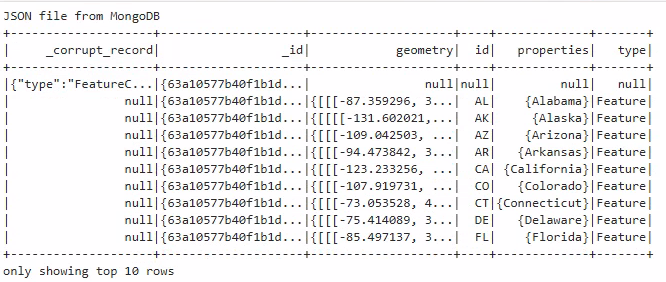 JSON file from MongoDB
+--------------------+--------------------+--------------------+----+-------------+-------+
|     _corrupt_record|                 _id|            geometry|  id|   properties|   type|
+--------------------+--------------------+--------------------+----+-------------+-------+
|{"type":"FeatureC...|{63a10577b40f1b1d...|                null|null|         null|   null|
|                null|{63a10577b40f1b1d...|{[[[-87.359296, 3...|  AL|    {Alabama}|Feature|
|                null|{63a10577b40f1b1d...|{[[[[-131.602021,...|  AK|     {Alaska}|Feature|
|                null|{63a10577b40f1b1d...|{[[[-109.042503, ...|  AZ|    {Arizona}|Feature|
|                null|{63a10577b40f1b1d...|{[[[-94.473842, 3...|  AR|   {Arkansas}|Feature|
|                null|{63a10577b40f1b1d...|{[[[-123.233256, ...|  CA| {California}|Feature|
|                null|{63a10577b40f1b1d...|{[[[-107.919731, ...|  CO|   {Colorado}|Feature|
|                null|{63a10577b40f1b1d...|{[[[-73.053528, 4...|  CT|{Connecticut}|Feature|
|                null|{63a10577b40f1b1d...|{[[[-75.414089, 3...|  DE|   {Delaware}|Feature|
|                null|{63a10577b40f1b1d...|{[[[-85.497137, 3...|  FL|    {Florida}|Feature|
+--------------------+--------------------+--------------------+----+-------------+-------+
only showing top 10 rows